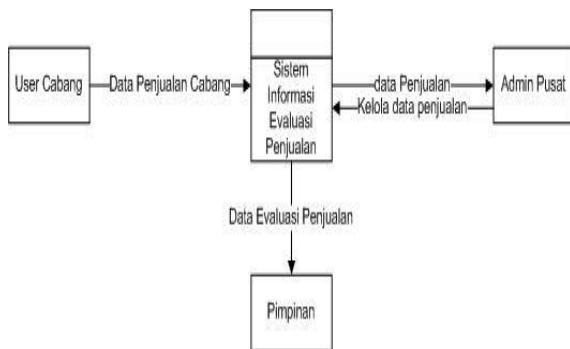 User Cabang
Data Penjualan Cabang
Sistem
Informasi
Evaluasi
Penjualan
data Penjualan
Kelola data penjualan
Admin Pusat
Data Evaluasi Penjualan
Pimpinan